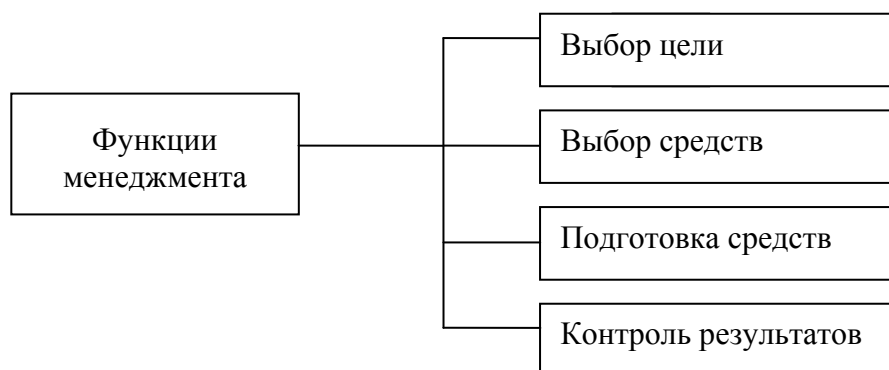 Функции
менеджмента
Выбор цели
Выбор средств
Подготовка средств
Контроль результатов